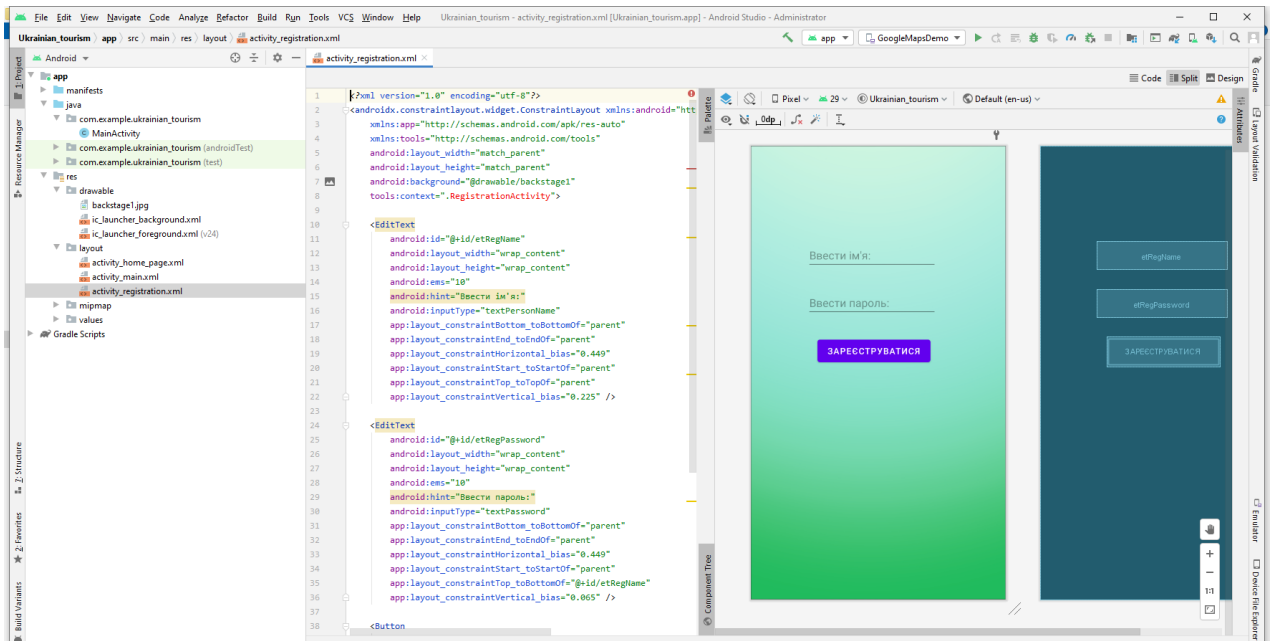 File Edit View Navigate Code Analyze Refactor Build Run Tools VCS Window Help Ukrainian_tourism - activity_registration.xml [Ukrainian_tourism.app] - Android Studio - Administrator
Ukrainian_tourism app src main res layout activity_registration.xml app GoogleMapsDemo
1: Project
Resource Manager
Z: Structure
2: Favorites
Build Variants
Android
app
manifests
java
com.example.ukrainian_tourism
MainActivity
com.example.ukrainian_tourism (androidTest)
com.example.ukrainian_tourism (test)
res
drawable
backstage1.jpg
ic_launcher_background.xml
ic_launcher_foreground.xml (v24)
layout
activity_home_page.xml
activity_main.xml
activity_registration.xml
mipmap
values
Gradle Scripts
activity_registration.xml
Code Split Design
1 <?xml version="1.0" encoding="utf-8"?>
2 <androidx.constraintlayout.widget.ConstraintLayout xmlns:android="htt
3 xmlns:app="http://schemas.android.com/apk/res-auto"
4 xmlns:tools="http://schemas.android.com/tools"
5 android:layout_width="match_parent"
6 android:layout_height="match_parent"
7 android:background="@drawable/backstage1"
8 tools:context=".RegistrationActivity">
9
10 <EditText
11 android:id="@+id/etRegName"
12 android:layout_width="wrap_content"
13 android:layout_height="wrap_content"
14 android:ems="10"
15 android:hint="Ввести ім'я:"
16 android:inputType="textPersonName"
17 app:layout_constraintBottom_toBottomOf="parent"
18 app:layout_constraintEnd_toEndOf="parent"
19 app:layout_constraintHorizontal_bias="0.449"
20 app:layout_constraintStart_toStartOf="parent"
21 app:layout_constraintTop_toTopOf="parent"
22 app:layout_constraintVertical_bias="0.225" />
23
24 <EditText
25 android:id="@+id/etRegPassword"
26 android:layout_width="wrap_content"
27 android:layout_height="wrap_content"
28 android:ems="10"
29 android:hint="Ввести пароль:"
30 android:inputType="textPassword"
31 app:layout_constraintBottom_toBottomOf="parent"
32 app:layout_constraintEnd_toEndOf="parent"
33 app:layout_constraintHorizontal_bias="0.449"
34 app:layout_constraintStart_toStartOf="parent"
35 app:layout_constraintTop_toBottomOf="@+id/etRegName"
36 app:layout_constraintVertical_bias="0.065" />
37
38 <Button
Palette
Component Tree
Pixel 29 Ukrainian_tourism Default (en-us)
0dp
Ввести ім'я:
Ввести пароль:
ЗАРЕЄСТРУВАТИСЯ
etRegName
etRegPassword
ЗАРЕЄСТРУВАТИСЯ
1:1
Attributes
Gradle
Layout Validation
Emulator
Device File Explorer